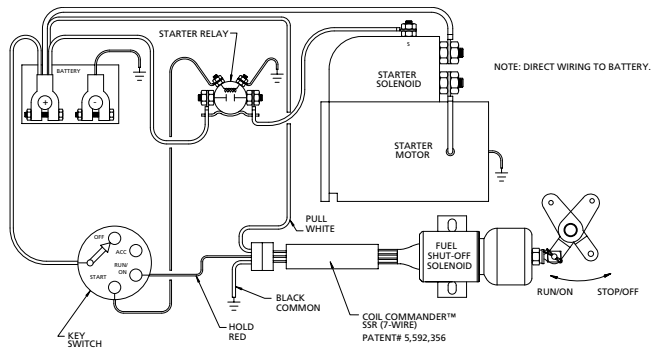 STARTER RELAY
BATTERY
+
-
S
STARTER
SOLENOID
NOTE: DIRECT WIRING TO BATTERY.
STARTER
MOTOR
PULL
WHITE
OFF
ACC
RUN/
ON
START
FUEL
SHUT-OFF
SOLENOID
RUN/ON
STOP/OFF
BLACK
COMMON
HOLD
RED
KEY
SWITCH
COIL COMMANDER™
SSR (7-WIRE)
PATENT# 5,592,356